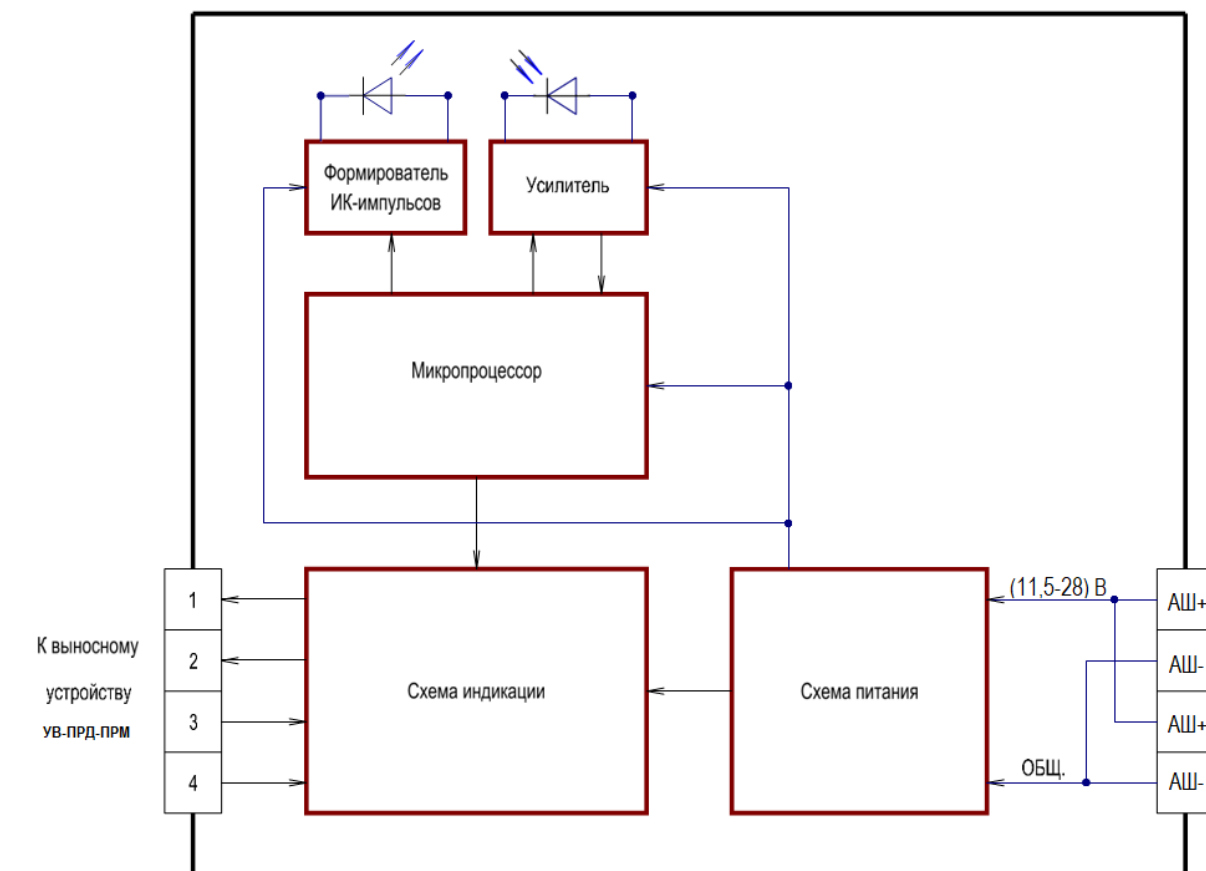 Формирователь
ИК-импульсов
Усилитель
Микропроцессор
К выносному
устройству
УВ-ПРД-ПРМ
1
2
3
4
Схема индикации
Схема питания
(11,5-28) В
ОБЩ.
АШ+
АШ-
АШ+
АШ-